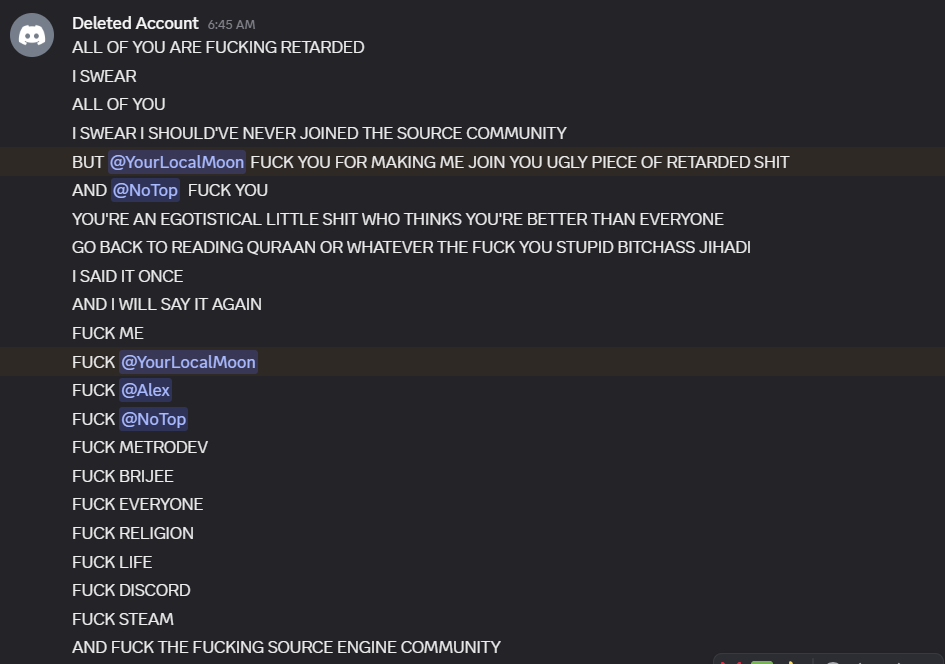 Deleted Account 6:45 AM
ALL OF YOU ARE FUCKING RETARDED
I SWEAR
ALL OF YOU
I SWEAR I SHOULD'VE NEVER JOINED THE SOURCE COMMUNITY
BUT @YourLocalMoon FUCK YOU FOR MAKING ME JOIN YOU UGLY PIECE OF RETARDED SHIT
AND @NoTop FUCK YOU
YOU'RE AN EGOTISTICAL LITTLE SHIT WHO THINKS YOU'RE BETTER THAN EVERYONE
GO BACK TO READING QURAAN OR WHATEVER THE FUCK YOU STUPID BITCHASS JIHADI
I SAID IT ONCE
AND I WILL SAY IT AGAIN
FUCK ME
FUCK @YourLocalMoon
FUCK @Alex
FUCK @NoTop
FUCK METRODEV
FUCK BRIJEE
FUCK EVERYONE
FUCK RELIGION
FUCK LIFE
FUCK DISCORD
FUCK STEAM
AND FUCK THE FUCKING SOURCE ENGINE COMMUNITY